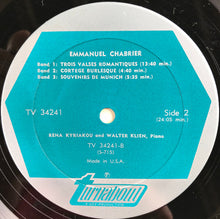 EMMANUEL CHABRIER
Band 1: TROIS VALSES ROMANTIQUES (13:40 min.)
Band 2: CORTEGE BURLESQUE (4:40 min.)
Band 3: SOUVENIRS DE MUNICH (5:35 min.)
TV 34241
Side 2
(24:05 min.)
RENA KYRIAKOU and WALTER KLIEN, Piano
TV 34241-B
(S-715)
Made in U.S.A.
turnabout